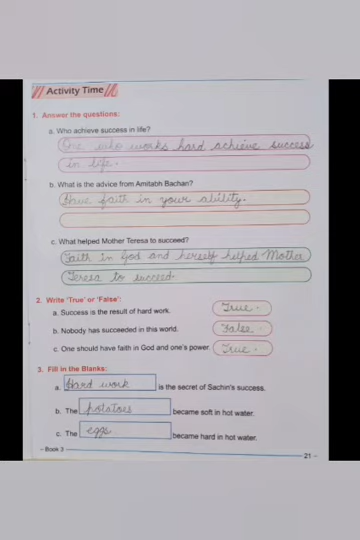 Activity Time
1. Answer the questions:
a. Who achieve success in life?
One who works hard achieve success
in life.
b. What is the advice from Amitabh Bachan?
Have faith in your ability.
c. What helped Mother Teresa to succeed?
Faith in God and herself helped Mother
Teresa to succeed.
2. Write 'True' or 'False':
a. Success is the result of hard work. True.
b. Nobody has succeeded in this world. False.
c. One should have faith in God and one's power. True.
3. Fill in the Blanks:
a. Hard work is the secret of Sachin's success.
b. The potatoes became soft in hot water.
c. The eggs became hard in hot water.
~ Book 3 21 ~